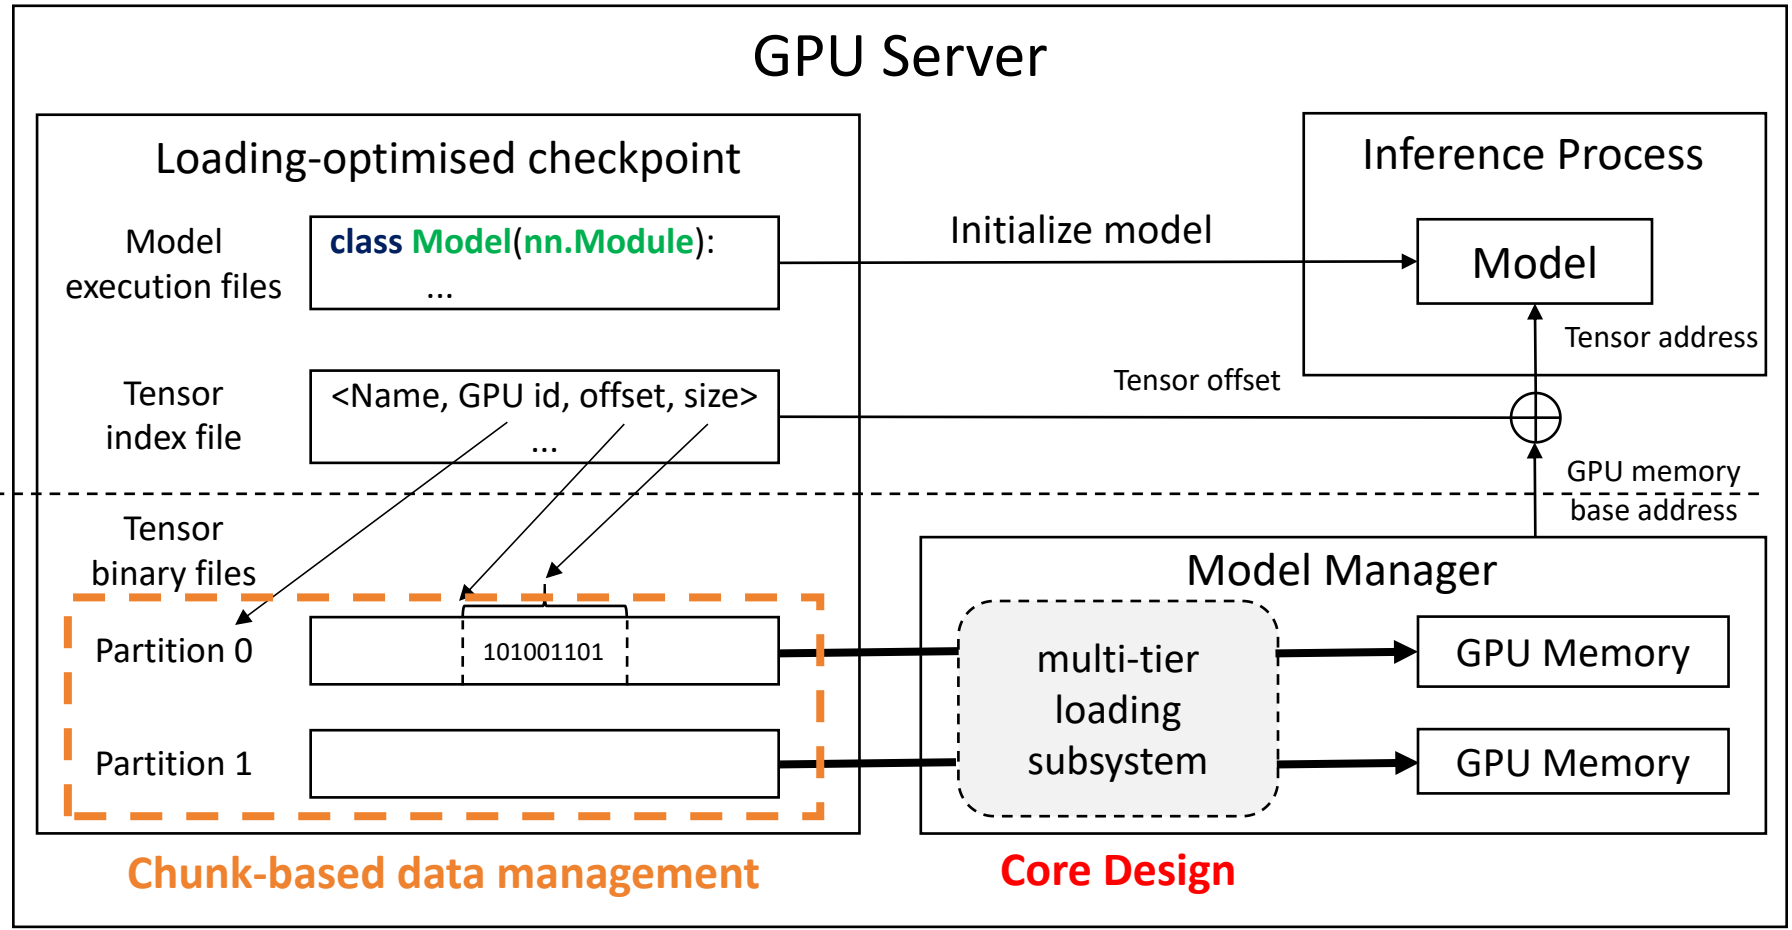 GPU Server
Loading-optimised checkpoint
Model
execution files
class Model(nn.Module):
...
Tensor
index file
<Name, GPU id, offset, size>
...
Tensor
binary files
Partition 0
101001101
Partition 1
Chunk-based data management
Initialize model
Inference Process
Model
Tensor address
Tensor offset
GPU memory
base address
Model Manager
multi-tier
loading
subsystem
GPU Memory
GPU Memory
Core Design